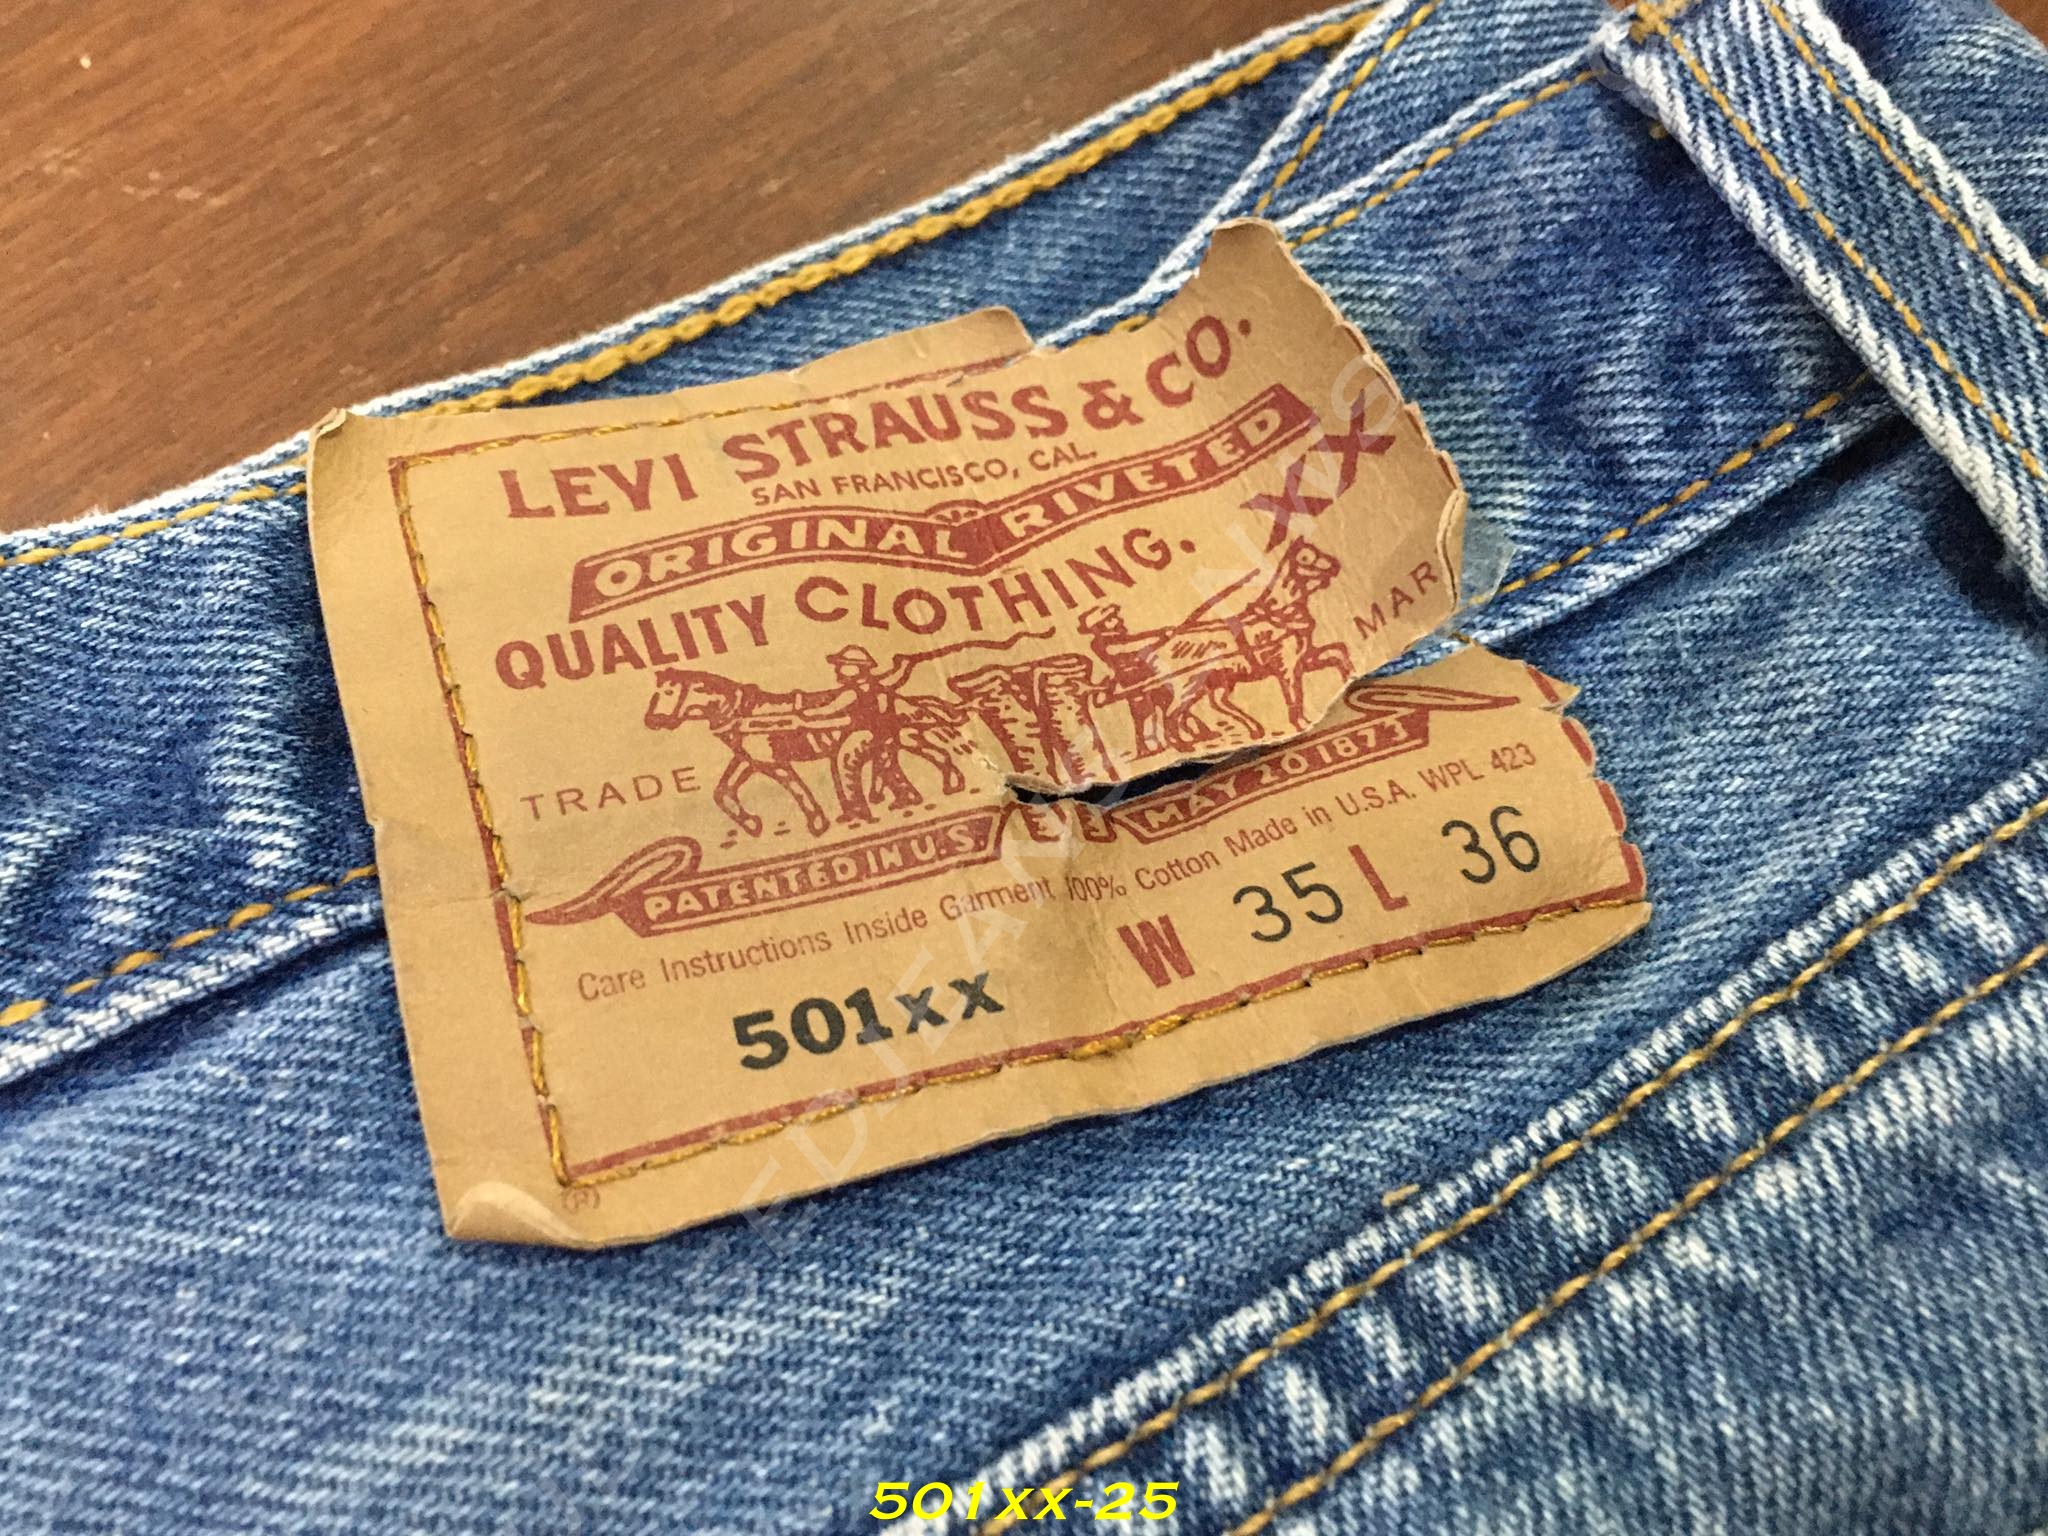 LEVI STRAUSS & CO.
SAN FRANCISCO, CAL.
ORIGINAL RIVETED
QUALITY CLOTHING. XX
TRADE MAR
PATENTED IN U.S. MAY 20 1873
Care Instructions Inside Garment 100% Cotton Made in U.S.A. WPL 423
501xx W 35 L 36
(R)
501xx-25